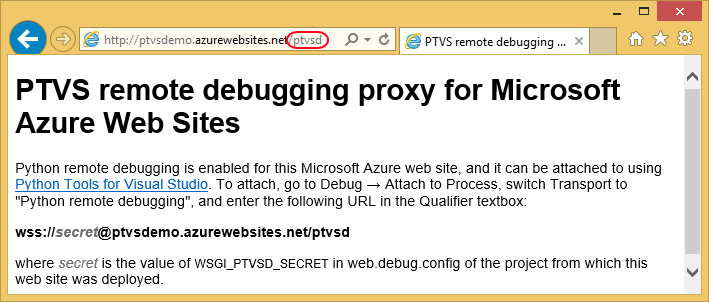 http://ptvsdemo.azurewebsites.net/ptvsd
PTVS remote debugging ...
PTVS remote debugging proxy for Microsoft
Azure Web Sites
Python remote debugging is enabled for this Microsoft Azure web site, and it can be attached to using
Python Tools for Visual Studio. To attach, go to Debug → Attach to Process, switch Transport to
"Python remote debugging", and enter the following URL in the Qualifier textbox:
wss://secret@ptvsdemo.azurewebsites.net/ptvsd
where secret is the value of WSGI_PTVSD_SECRET in web.debug.config of the project from which this
web site was deployed.